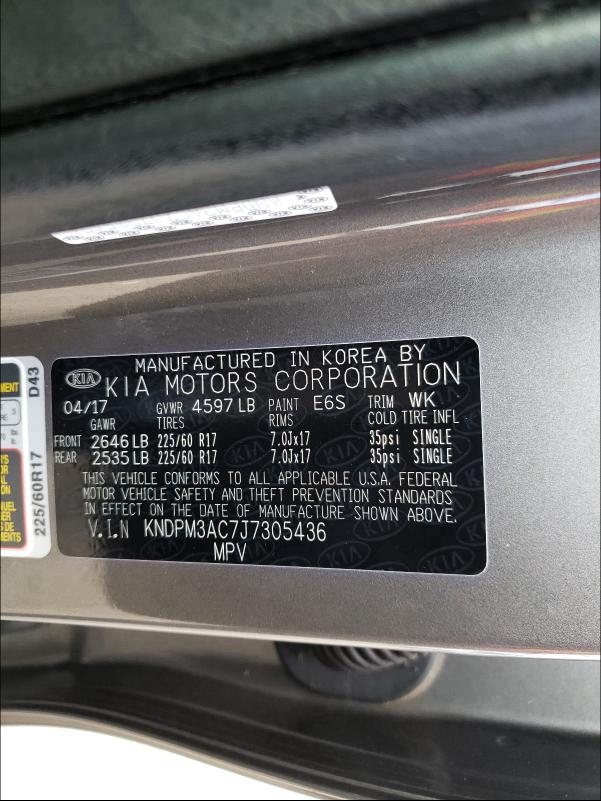 MANUFACTURED IN KOREA BY
KIA KIA MOTORS CORPORATION
04/17 GVWR 4597 LB PAINT E6S TRIM WK
GAWR TIRES RIMS COLD TIRE INFL
FRONT 2646 LB 225/60 R17 7.0Jx17 35psi SINGLE
REAR 2535 LB 225/60 R17 7.0Jx17 35psi SINGLE
THIS VEHICLE CONFORMS TO ALL APPLICABLE U.S.A. FEDERAL
MOTOR VEHICLE SAFETY AND THEFT PREVENTION STANDARDS
IN EFFECT ON THE DATE OF MANUFACTURE SHOWN ABOVE.
V.I.N KNDPM3AC7J7305436
MPV
225/60R17 D43